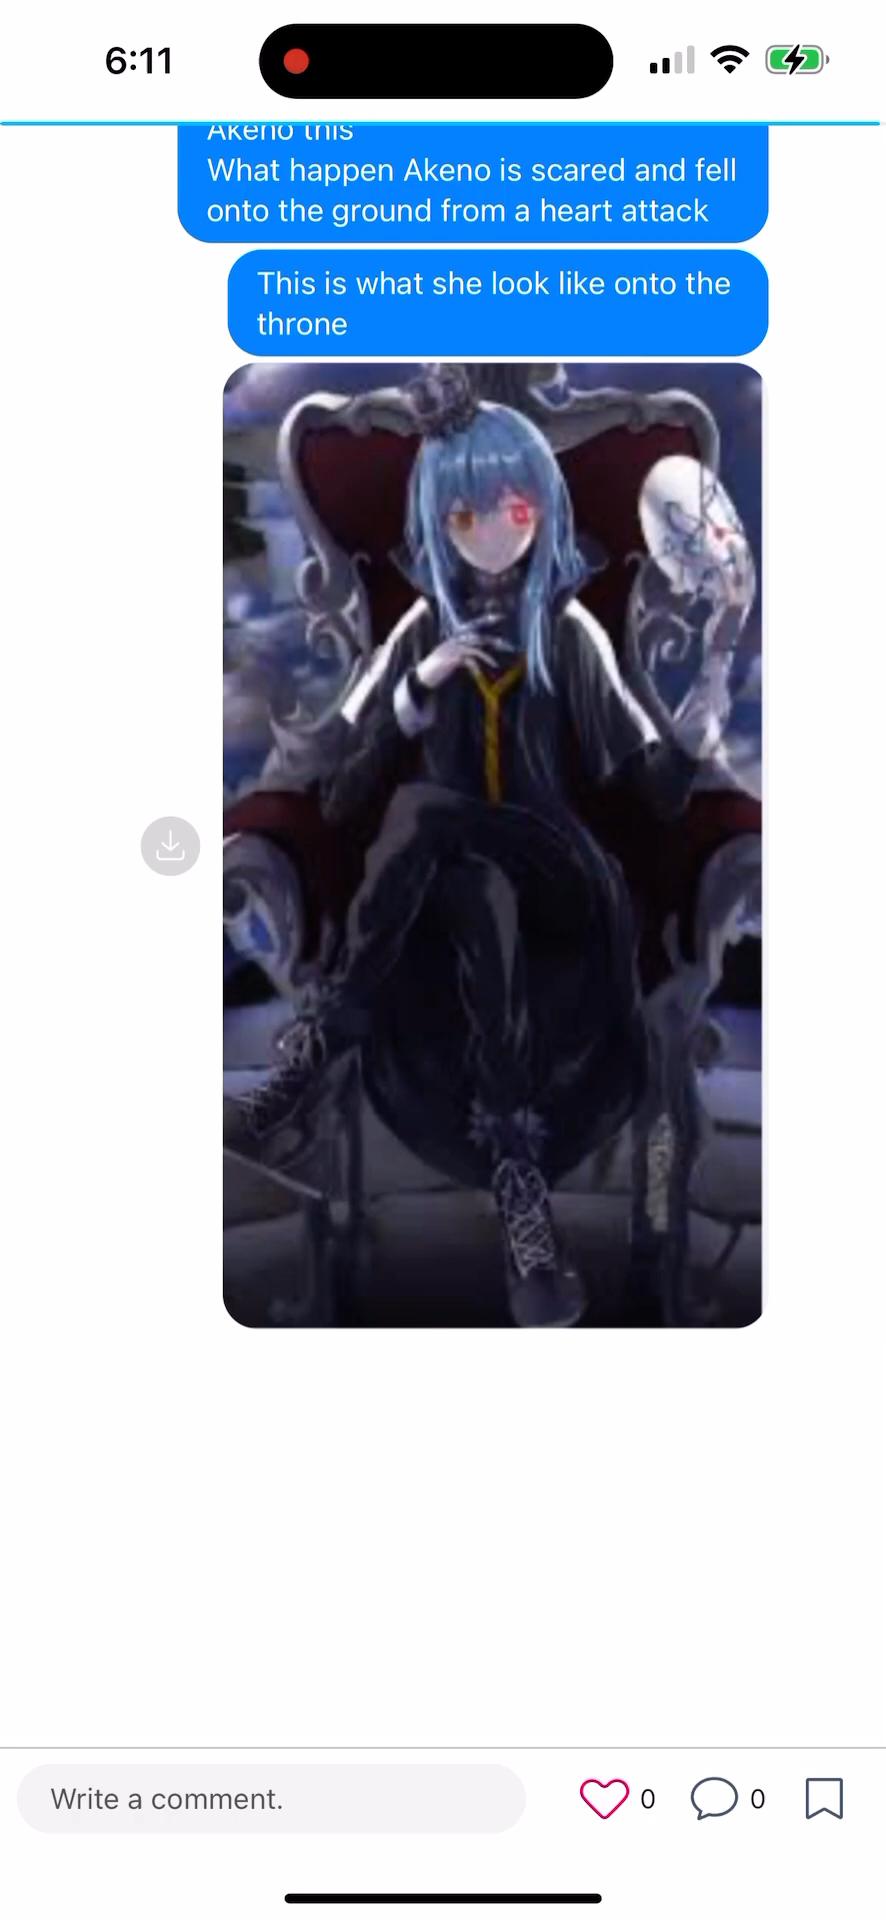 6:11
Akeno this
What happen Akeno is scared and fell
onto the ground from a heart attack
This is what she look like onto the
throne
Write a comment.
0
0